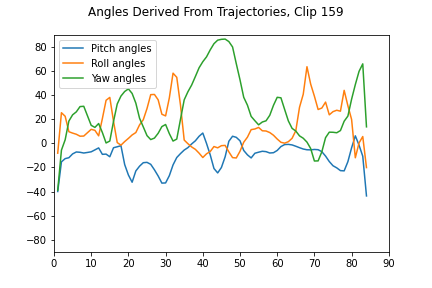 Angles Derived From Trajectories, Clip 159
Pitch angles
Roll angles
Yaw angles
80
60
40
20
0
−20
−40
−60
−80
0 10 20 30 40 50 60 70 80 90